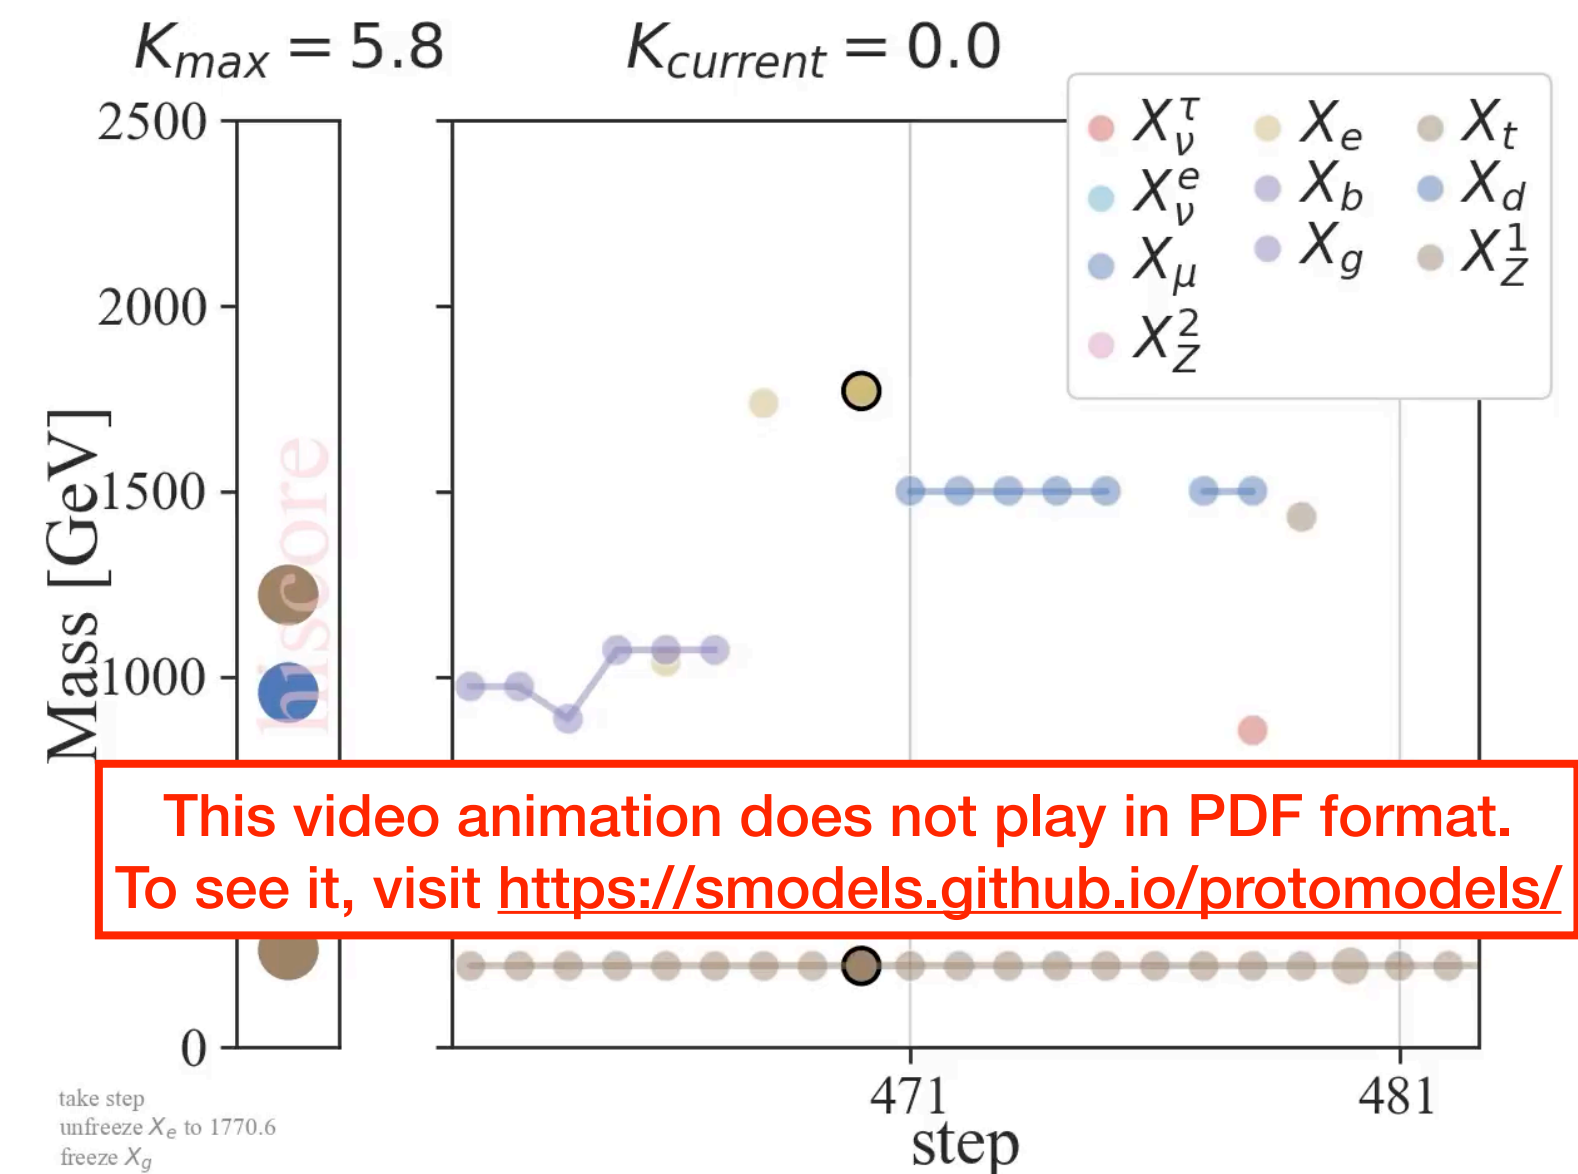 K_max = 5.8 K_current = 0.0
X_ν^τ X_e X_t
X_ν^e X_b X_d
X_μ X_g X_Z^1
X_Z^2
2500
2000
1500
1000
0
Mass [GeV]
hiscore
This video animation does not play in PDF format.
To see it, visit https://smodels.github.io/protomodels/
471 481
step
take step
unfreeze X_e to 1770.6
freeze X_g